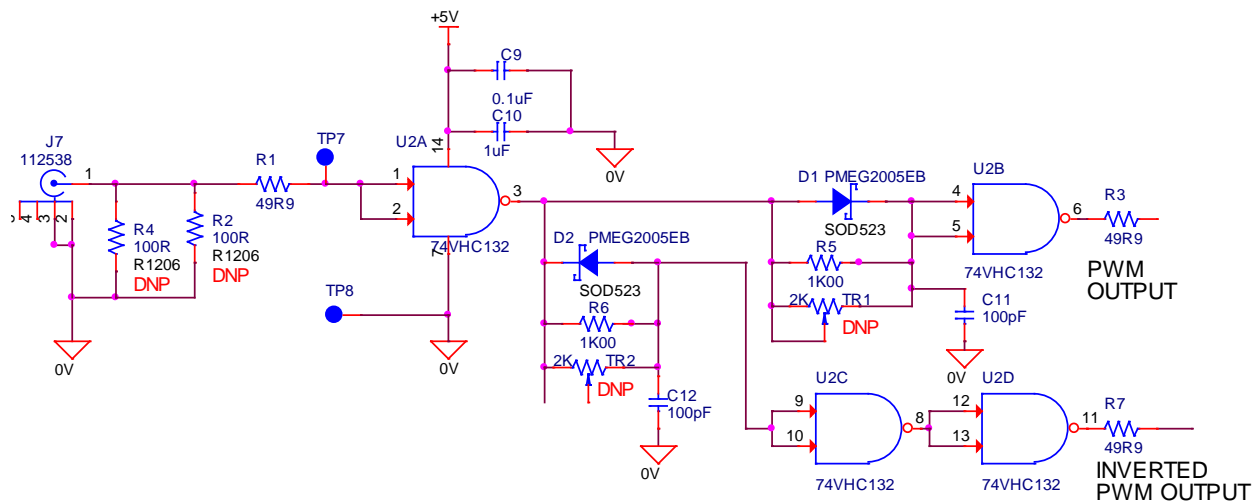 +5V
C9
0.1uF
C10
1uF
0V
J7
112538
1
2
3
4
R4
100R
R1206
DNP
R2
100R
R1206
DNP
0V
R1
49R9
TP7
TP8
U2A
14
1
2
3
7
74VHC132
0V
D2 PMEG2005EB
SOD523
R6
1K00
2K TR2
DNP
C12
100pF
0V
D1 PMEG2005EB
SOD523
R5
1K00
2K TR1
DNP
C11
100pF
0V
U2B
4
5
6
74VHC132
R3
49R9
PWM
OUTPUT
U2C
9
10
8
74VHC132
U2D
12
13
11
74VHC132
R7
49R9
INVERTED
PWM OUTPUT